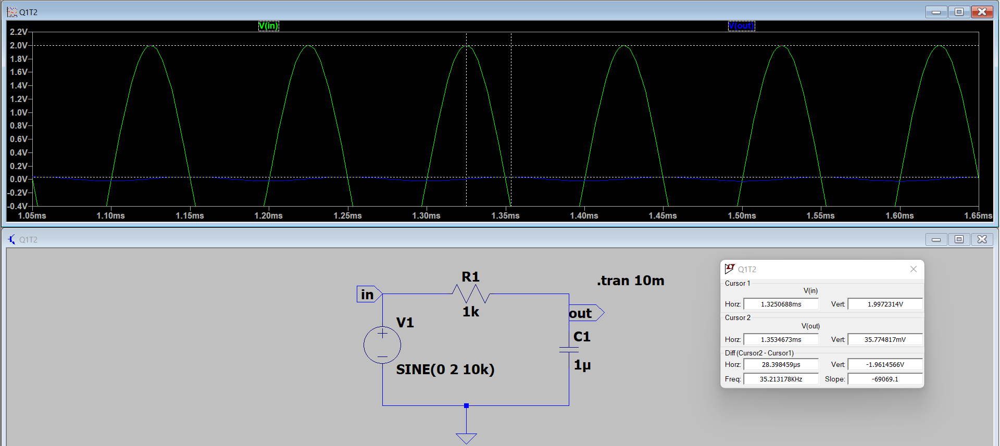 Q1T2
V(in) V(out)
2.2V
2.0V
1.8V
1.6V
1.4V
1.2V
1.0V
0.8V
0.6V
0.4V
0.2V
0.0V
-0.2V
-0.4V
1.05ms 1.10ms 1.15ms 1.20ms 1.25ms 1.30ms 1.35ms 1.40ms 1.45ms 1.50ms 1.55ms 1.60ms 1.65ms
Q1T2
in
R1
1k
.tran 10m
out
V1
SINE(0 2 10k)
C1
1µ
Q1T2
Cursor 1
V(in)
Horz: 1.3250688ms Vert: 1.9972314V
Cursor 2
V(out)
Horz: 1.3534673ms Vert: 35.774817mV
Diff (Cursor2 - Cursor1)
Horz: 28.398459µs Vert: -1.9614566V
Freq: 35.213178KHz Slope: -69069.1